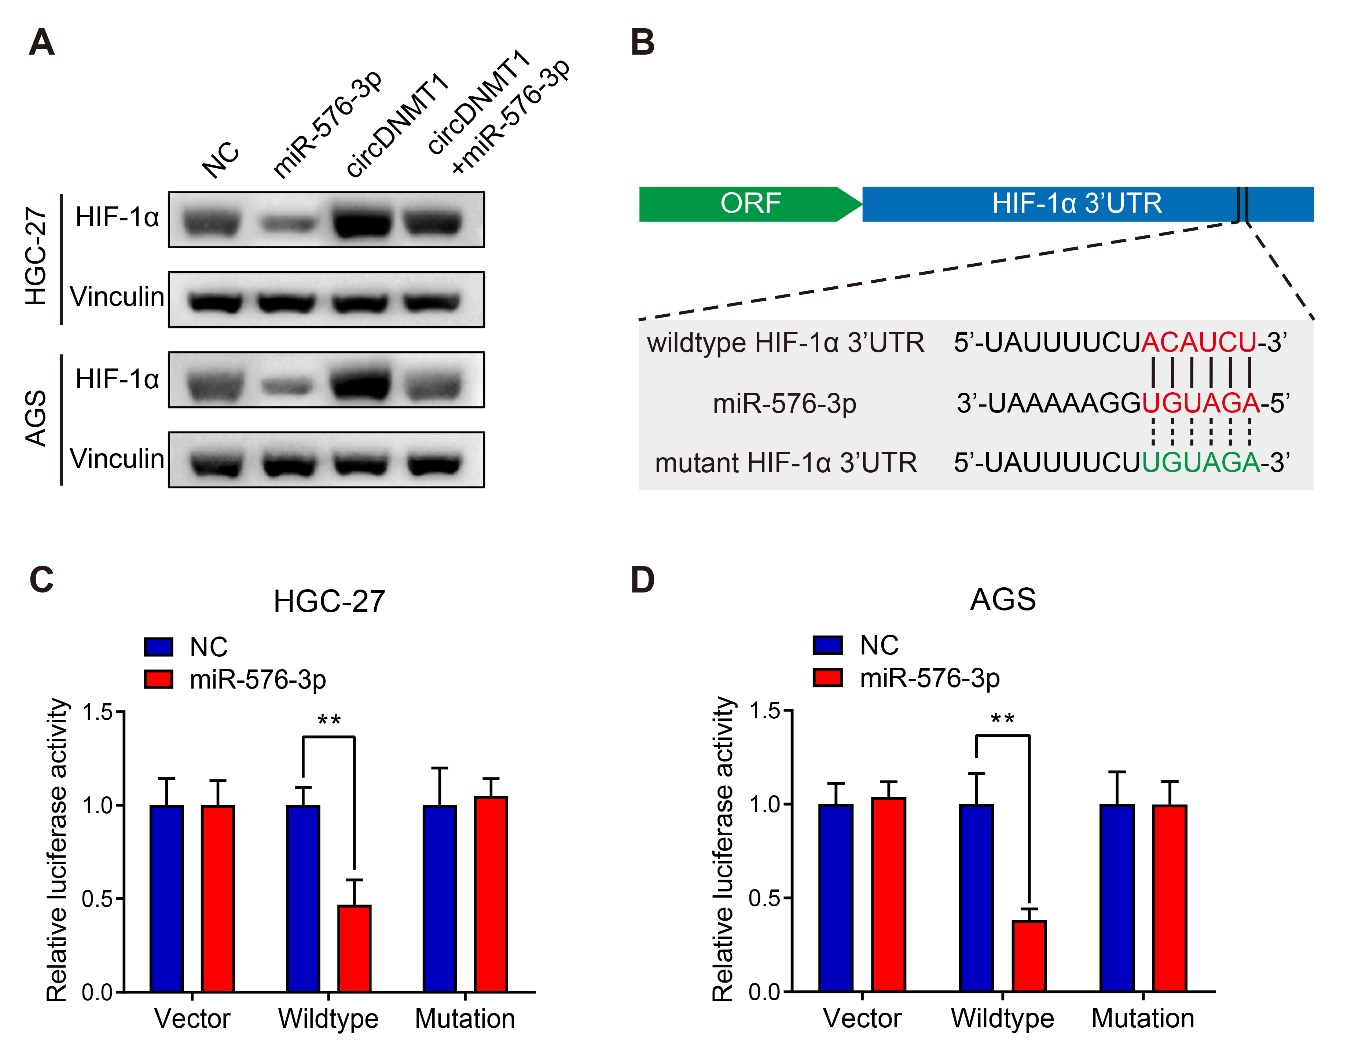 A
NC
miR-576-3p
circDNMT1
circDNMT1
+miR-576-3p
HGC-27
HIF-1α
Vinculin
AGS
HIF-1α
Vinculin
B
ORF
HIF-1α 3’UTR
wildtype HIF-1α 3’UTR 5’-UAUUUUCUACAUCU-3’
miR-576-3p 3’-UAAAAAGGUGUAGA-5’
mutant HIF-1α 3’UTR 5’-UAUUUUCUUGUAGA-3’
C
HGC-27
NC
miR-576-3p
Relative luciferase activity
1.5
**
1.0
0.5
0.0
Vector Wildtype Mutation
D
AGS
NC
miR-576-3p
Relative luciferase activity
1.5
**
1.0
0.5
0.0
Vector Wildtype Mutation